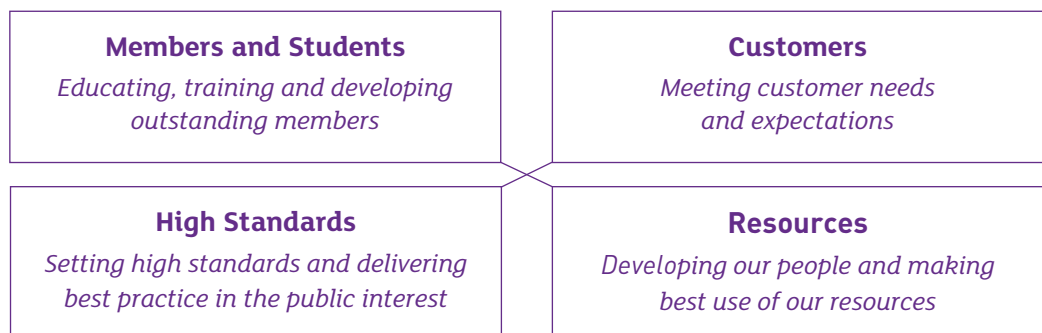 Members and Students
Educating, training and developing
outstanding members
Customers
Meeting customer needs
and expectations
High Standards
Setting high standards and delivering
best practice in the public interest
Resources
Developing our people and making
best use of our resources